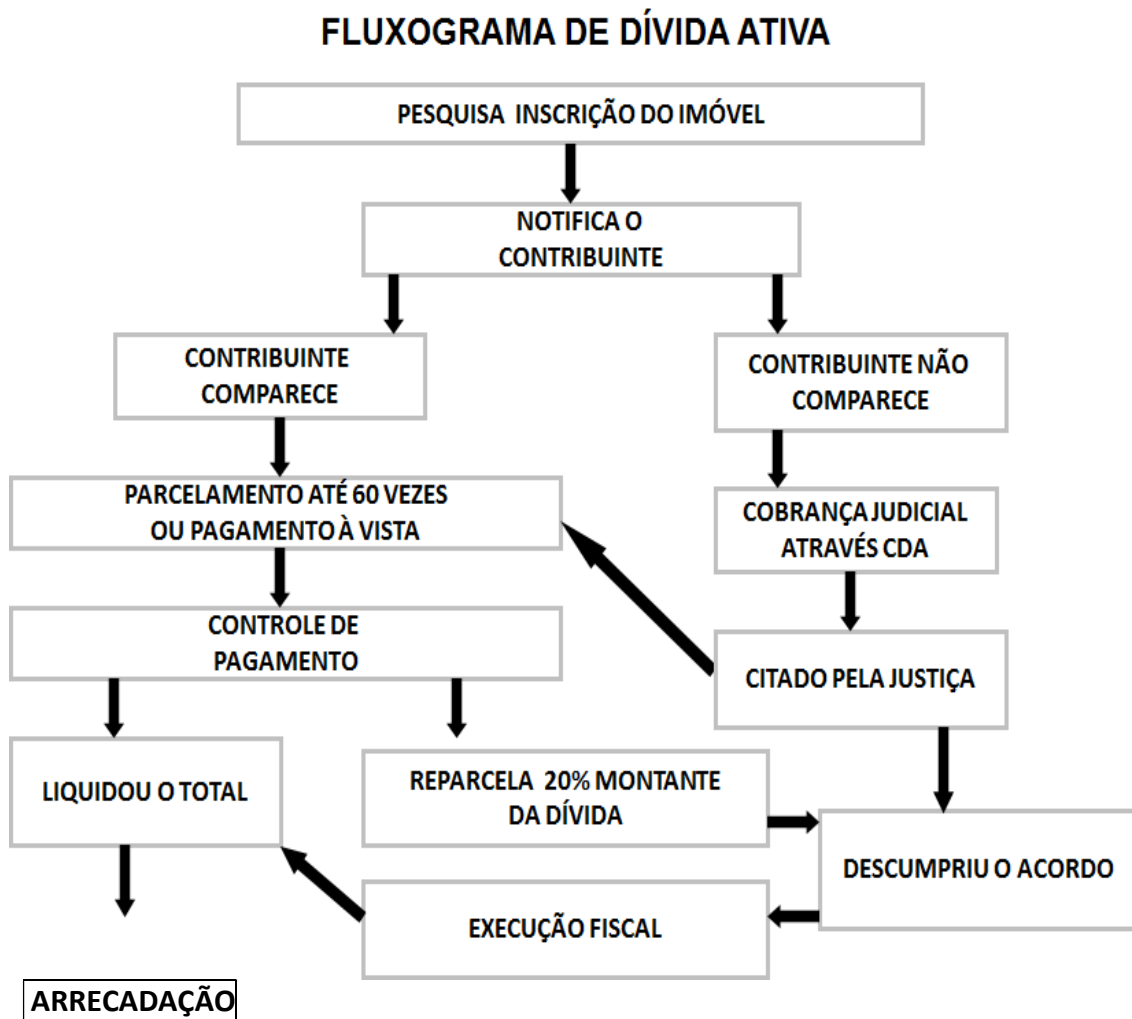 FLUXOGRAMA DE DÍVIDA ATIVA
PESQUISA INSCRIÇÃO DO IMÓVEL
NOTIFICA O
CONTRIBUINTE
CONTRIBUINTE
COMPARECE
CONTRIBUINTE NÃO
COMPARECE
PARCELAMENTO ATÉ 60 VEZES
OU PAGAMENTO À VISTA
COBRANÇA JUDICIAL
ATRAVÉS CDA
CONTROLE DE
PAGAMENTO
CITADO PELA JUSTIÇA
LIQUIDOU O TOTAL
REPARCELA 20% MONTANTE
DA DÍVIDA
DESCUMPRIU O ACORDO
EXECUÇÃO FISCAL
ARRECADAÇÃO